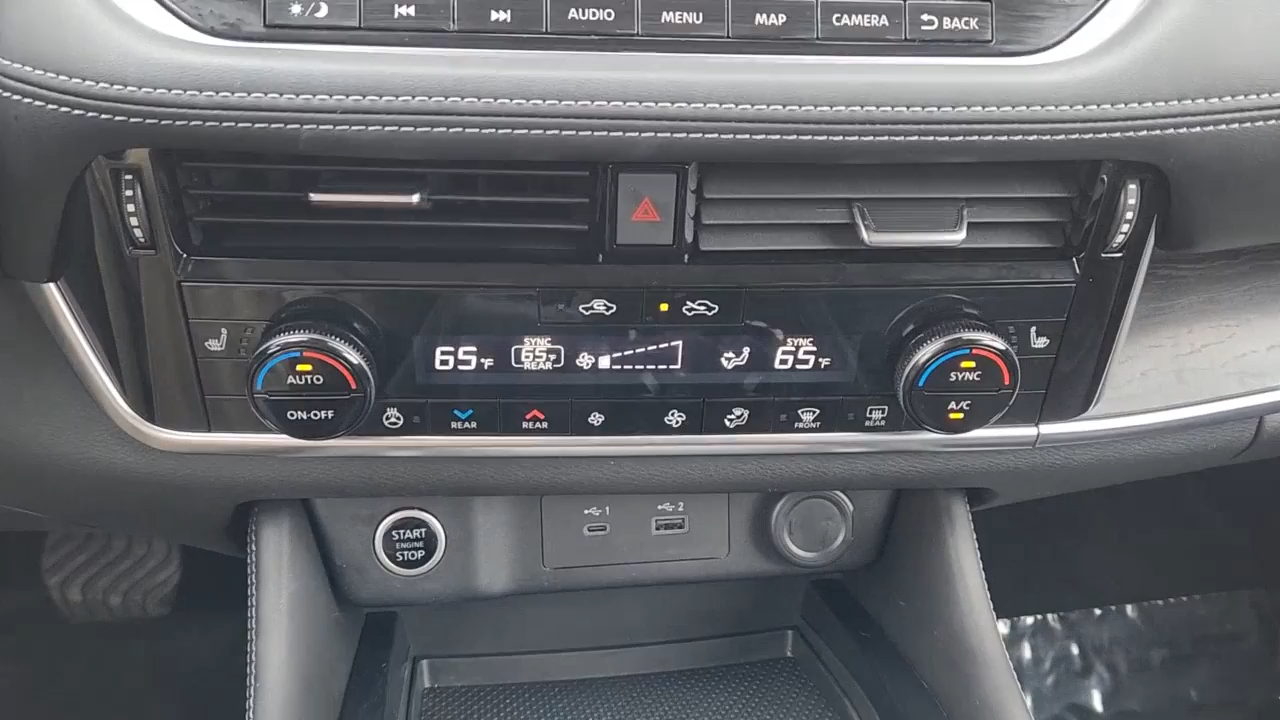 AUDIO MENU MAP CAMERA BACK
65°F SYNC 65°F REAR SYNC 65°F
AUTO
ON·OFF
SYNC
A/C
REAR REAR FRONT REAR
START
ENGINE
STOP
1 2